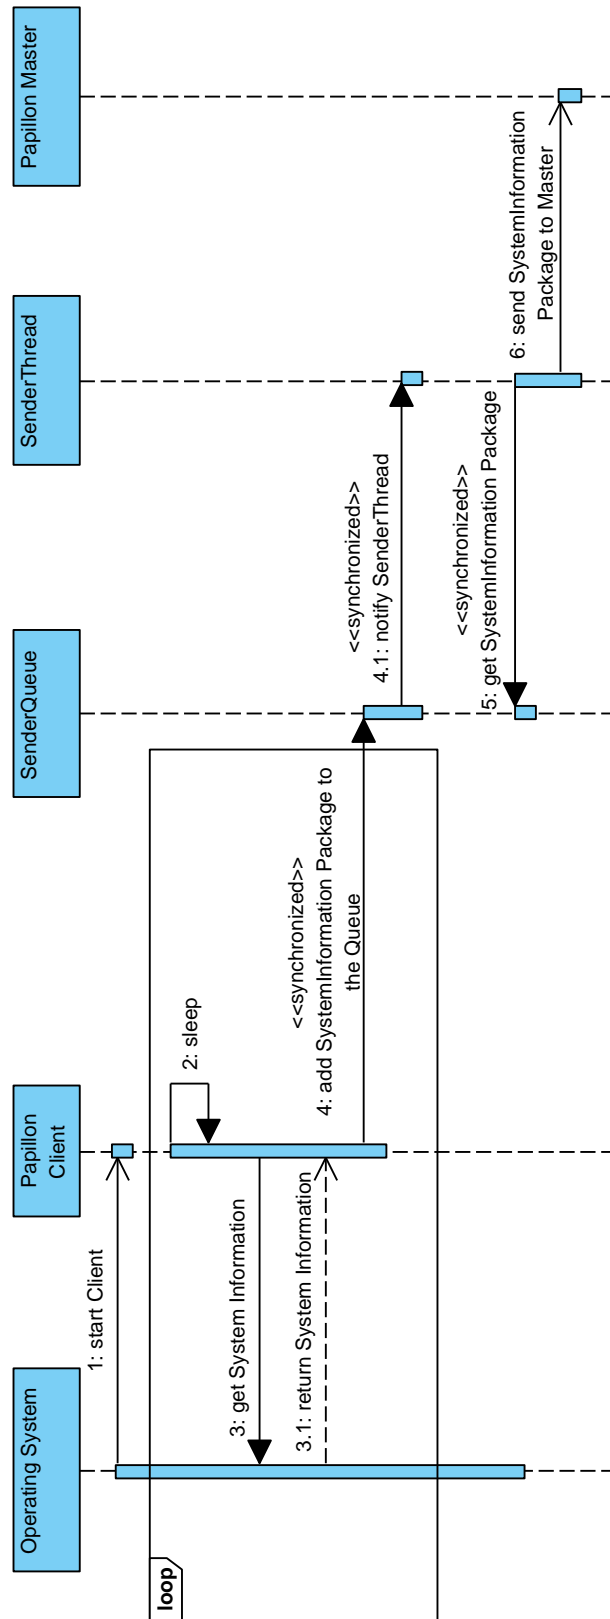 Operating System
Papillon
Client
SenderQueue
SenderThread
Papillon Master
loop
1: start Client
2: sleep
3: get System Information
3.1: return System Information
<<synchronized>>
4: add SystemInformation Package to
the Queue
<<synchronized>>
4.1: notify SenderThread
<<synchronized>>
5: get SystemInformation Package
6: send SystemInformation
Package to Master